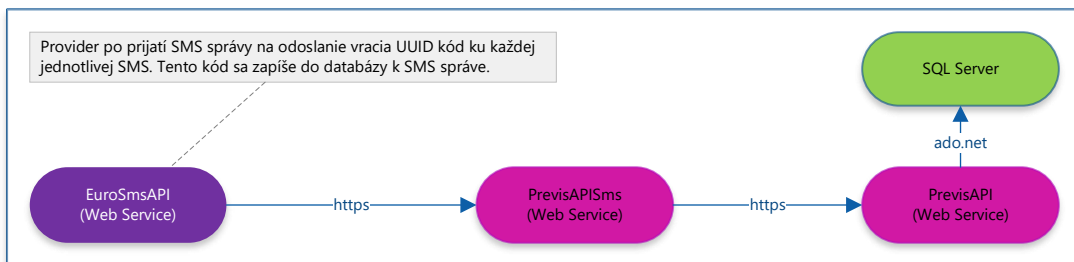 Provider po prijatí SMS správy na odoslanie vracia UUID kód ku každej
jednotlivej SMS. Tento kód sa zapíše do databázy k SMS správe.
SQL Server
ado.net
EuroSmsAPI
(Web Service)
https
PrevisAPISms
(Web Service)
https
PrevisAPI
(Web Service)